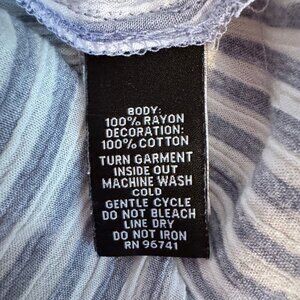 BODY:
100% RAYON
DECORATION:
100% COTTON
TURN GARMENT
INSIDE OUT
MACHINE WASH
COLD
GENTLE CYCLE
DO NOT BLEACH
LINE DRY
DO NOT IRON
RN 96741